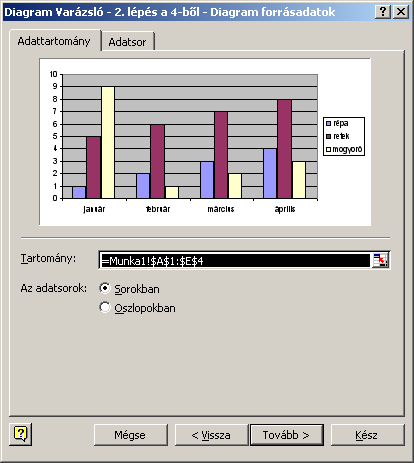 Diagram Varázsló - 2. lépés a 4-ből - Diagram forrásadatok
Adattartomány
Adatsor
10
9
8
7
6
5
4
3
2
1
0
január
február
március
április
répa
retek
mogyoró
Tartomány:
=Munka1!$A$1:$E$4
Az adatsorok:
Sorokban
Oszlopokban
Mégse
< Vissza
Tovább >
Kész